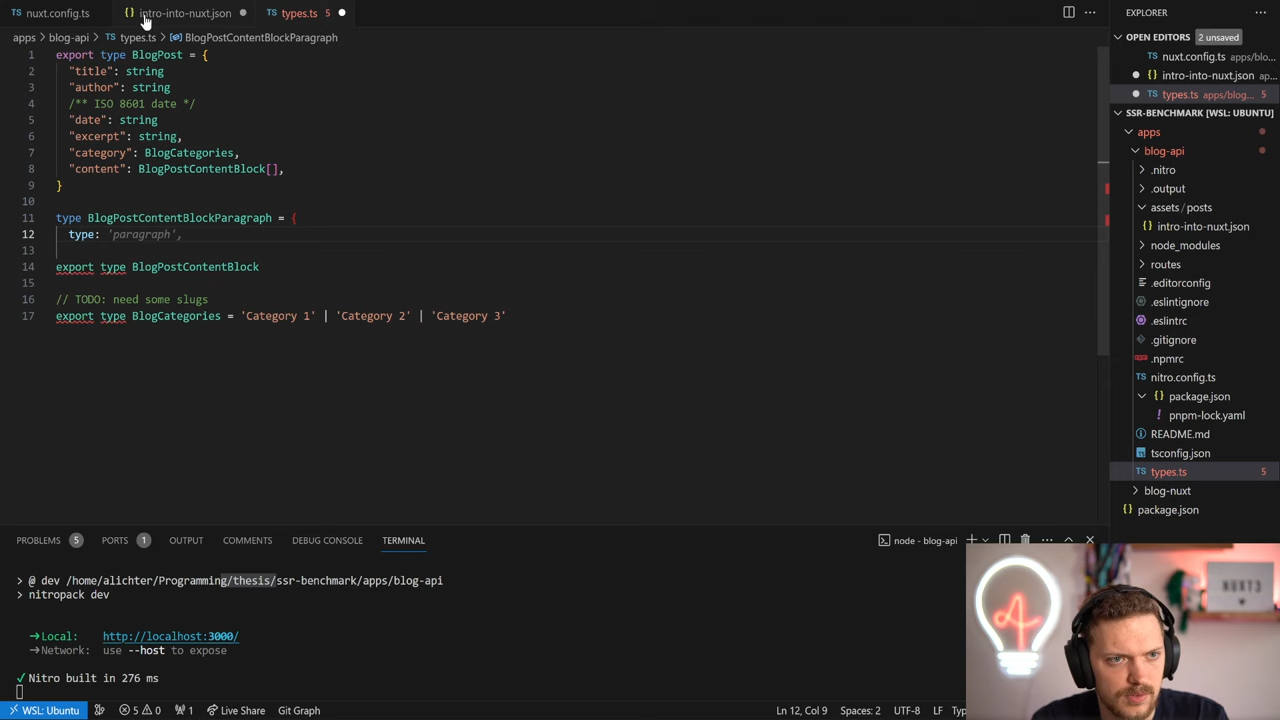 nuxt.config.ts
intro-into-nuxt.json
types.ts 5
apps > blog-api > types.ts > BlogPostContentBlockParagraph
1 export type BlogPost = {
2 "title": string
3 "author": string
4 /** ISO 8601 date */
5 "date": string
6 "excerpt": string,
7 "category": BlogCategories,
8 "content": BlogPostContentBlock[],
9 }
10
11 type BlogPostContentBlockParagraph = {
12 type: 'paragraph',
13
14 export type BlogPostContentBlock
15
16 // TODO: need some slugs
17 export type BlogCategories = 'Category 1' | 'Category 2' | 'Category 3'
EXPLORER
OPEN EDITORS 2 unsaved
nuxt.config.ts apps/blo...
intro-into-nuxt.json ap...
types.ts apps/blog... 5
SSR-BENCHMARK [WSL: UBUNTU]
apps
blog-api
.nitro
.output
assets / posts
intro-into-nuxt.json
node_modules
routes
.editorconfig
.eslintignore
.eslintrc
.gitignore
.npmrc
nitro.config.ts
package.json
pnpm-lock.yaml
README.md
tsconfig.json
types.ts 5
blog-nuxt
package.json
PROBLEMS 5 PORTS 1 OUTPUT COMMENTS DEBUG CONSOLE TERMINAL
node - blog-api
> @ dev /home/alichter/Programming/thesis/ssr-benchmark/apps/blog-api
> nitropack dev
Local: http://localhost:3000/
Network: use --host to expose
✓ Nitro built in 276 ms
WSL: Ubuntu 5 0 1 Live Share Git Graph
Ln 12, Col 9 Spaces: 2 UTF-8 LF
NUXT3